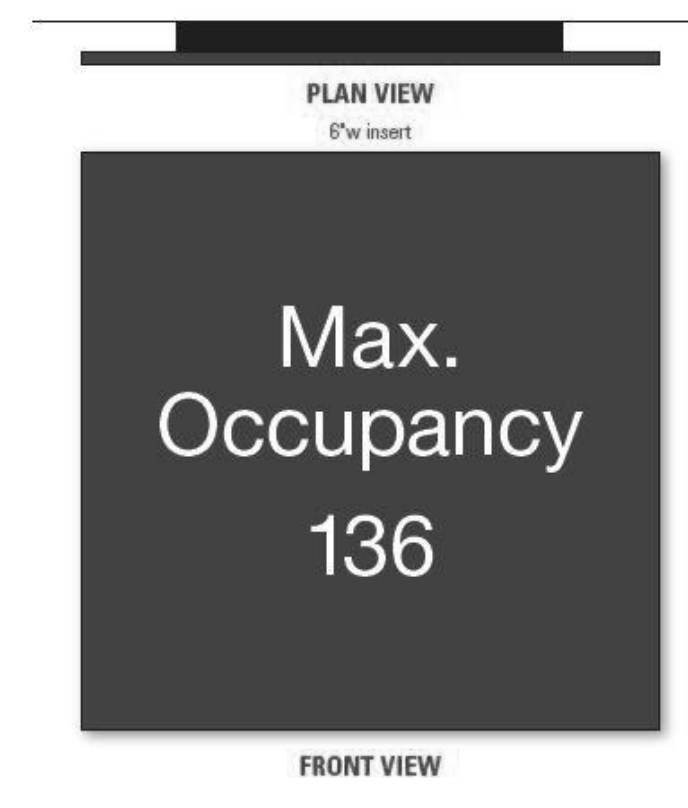 PLAN VIEW
6"w insert
Max.
Occupancy
136
FRONT VIEW